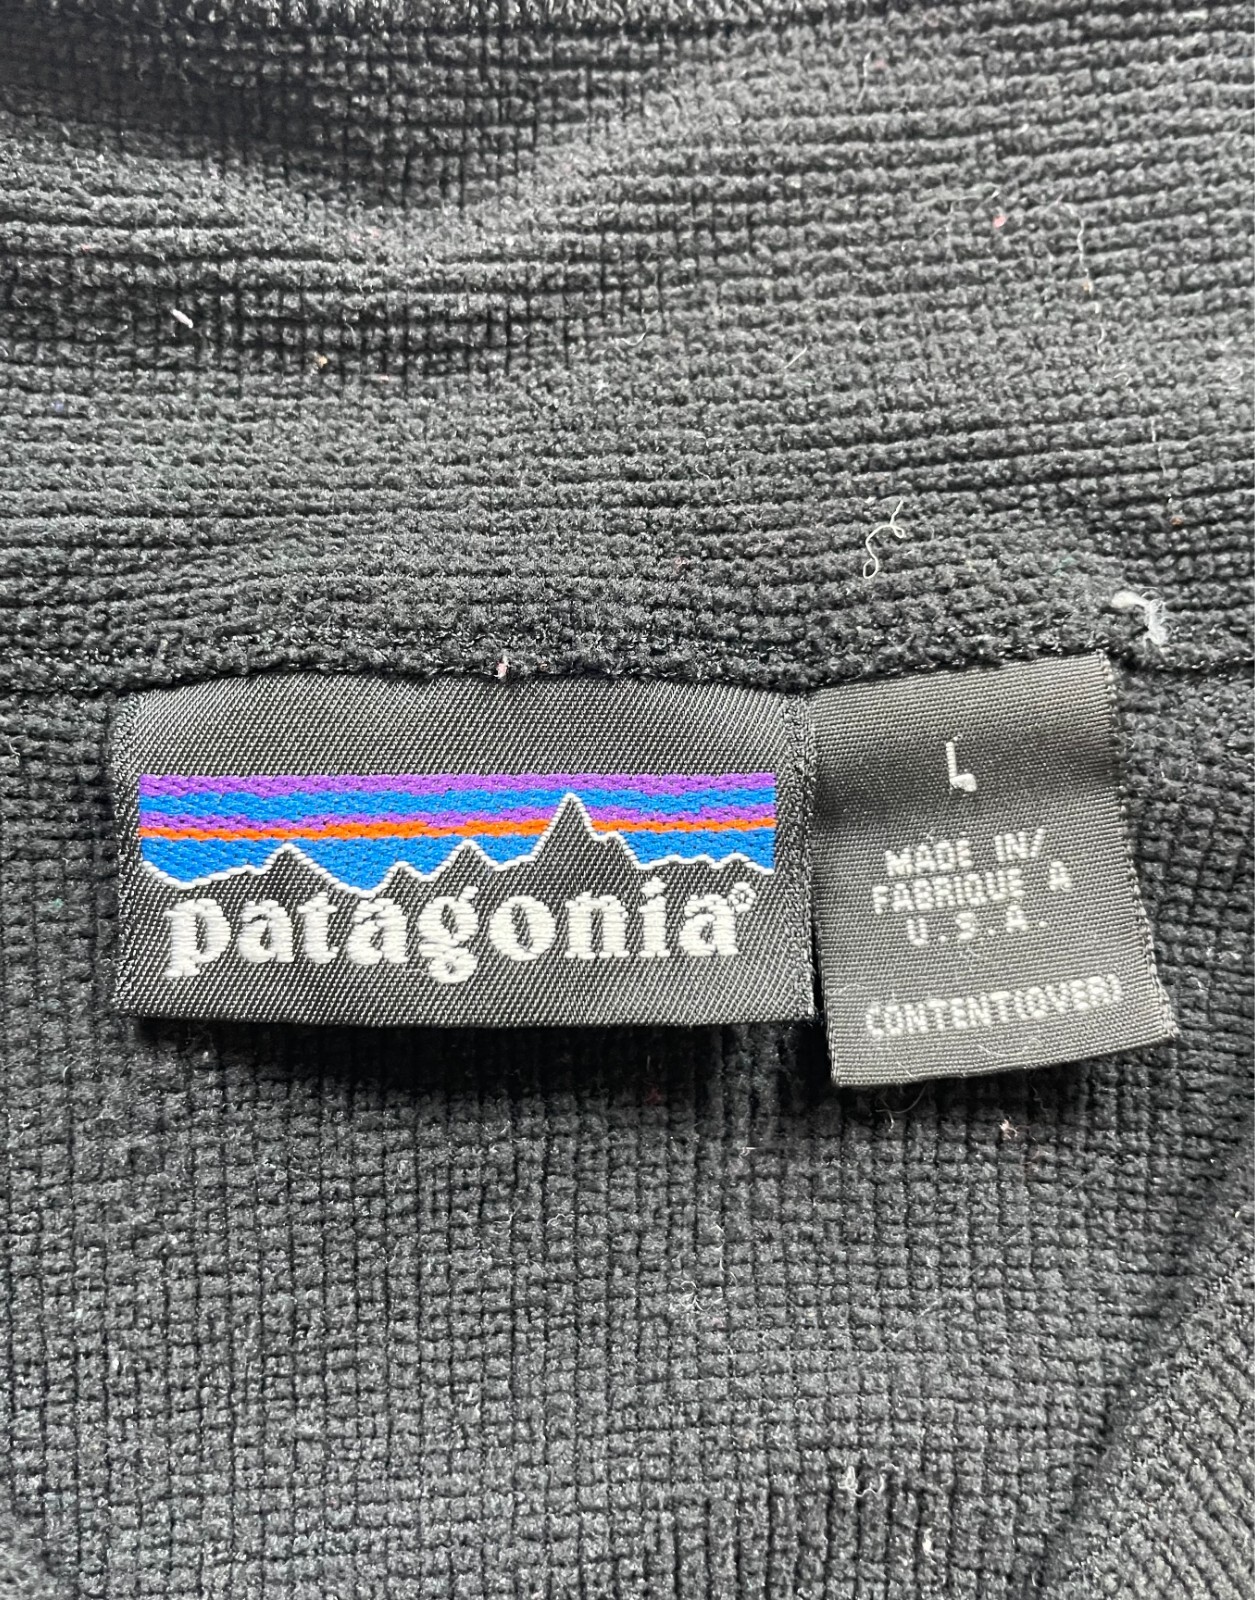 patagonia®
L
MADE IN/
FABRIQUE A
U.S.A.
CONTENT(OVER)